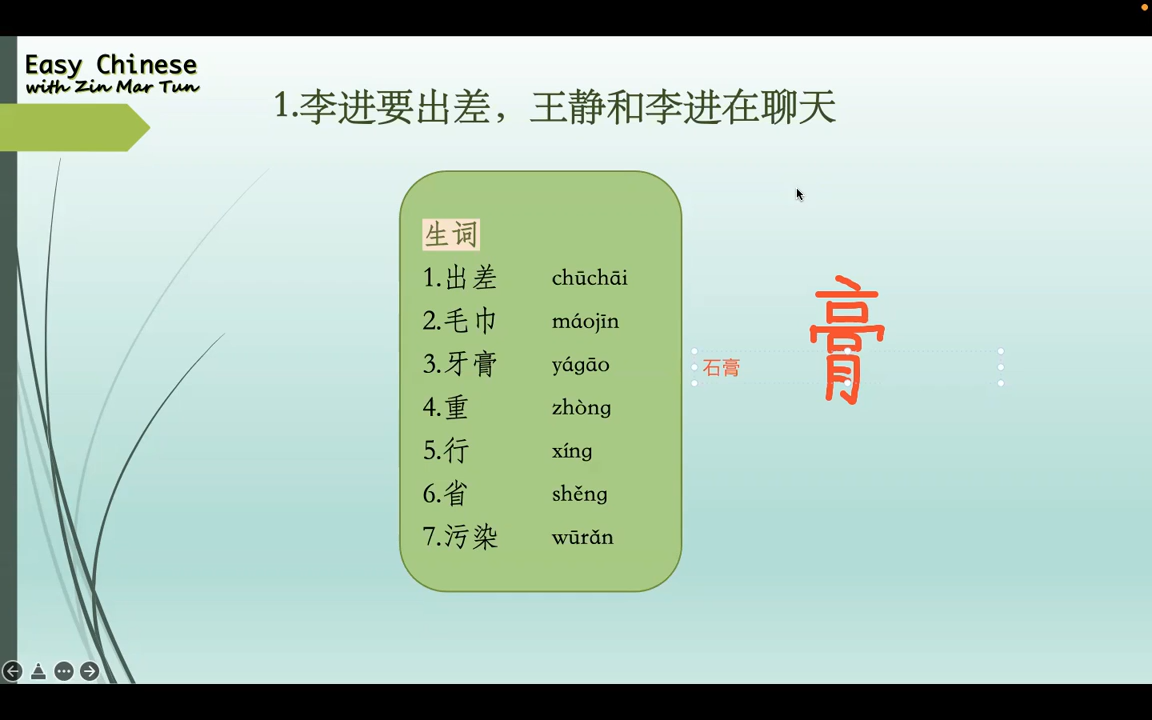 Easy Chinese
with Zin Mar Tun
1.李进要出差，王静和李进在聊天
生词
1.出差 chūchāi
2.毛巾 máojīn
3.牙膏 yágāo
4.重 zhòng
5.行 xíng
6.省 shěng
7.污染 wūrǎn
膏
石膏